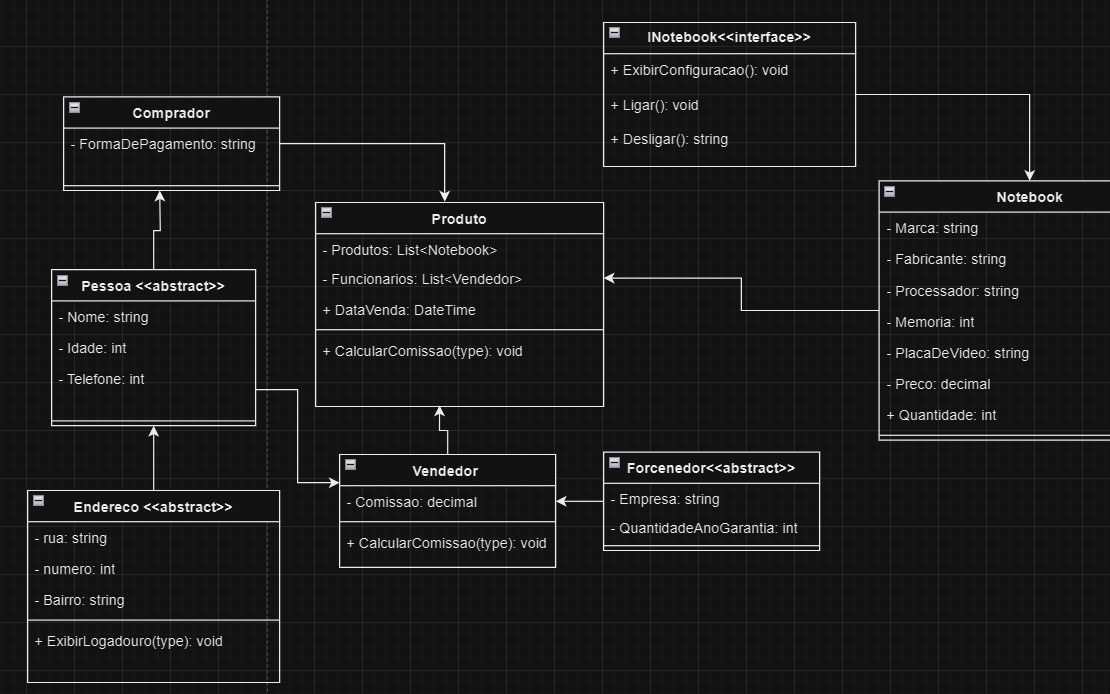 INotebook<<interface>>
+ ExibirConfiguracao(): void
+ Ligar(): void
+ Desligar(): string
Comprador
- FormaDePagamento: string
Produto
- Produtos: List<Notebook>
- Funcionarios: List<Vendedor>
+ DataVenda: DateTime
+ CalcularComissao(type): void
Notebook
- Marca: string
- Fabricante: string
- Processador: string
- Memoria: int
- PlacaDeVideo: string
- Preco: decimal
+ Quantidade: int
Pessoa <<abstract>>
- Nome: string
- Idade: int
- Telefone: int
Vendedor
- Comissao: decimal
+ CalcularComissao(type): void
Forcenedor<<abstract>>
- Empresa: string
- QuantidadeAnoGarantia: int
Endereco <<abstract>>
- rua: string
- numero: int
- Bairro: string
+ ExibirLogadouro(type): void